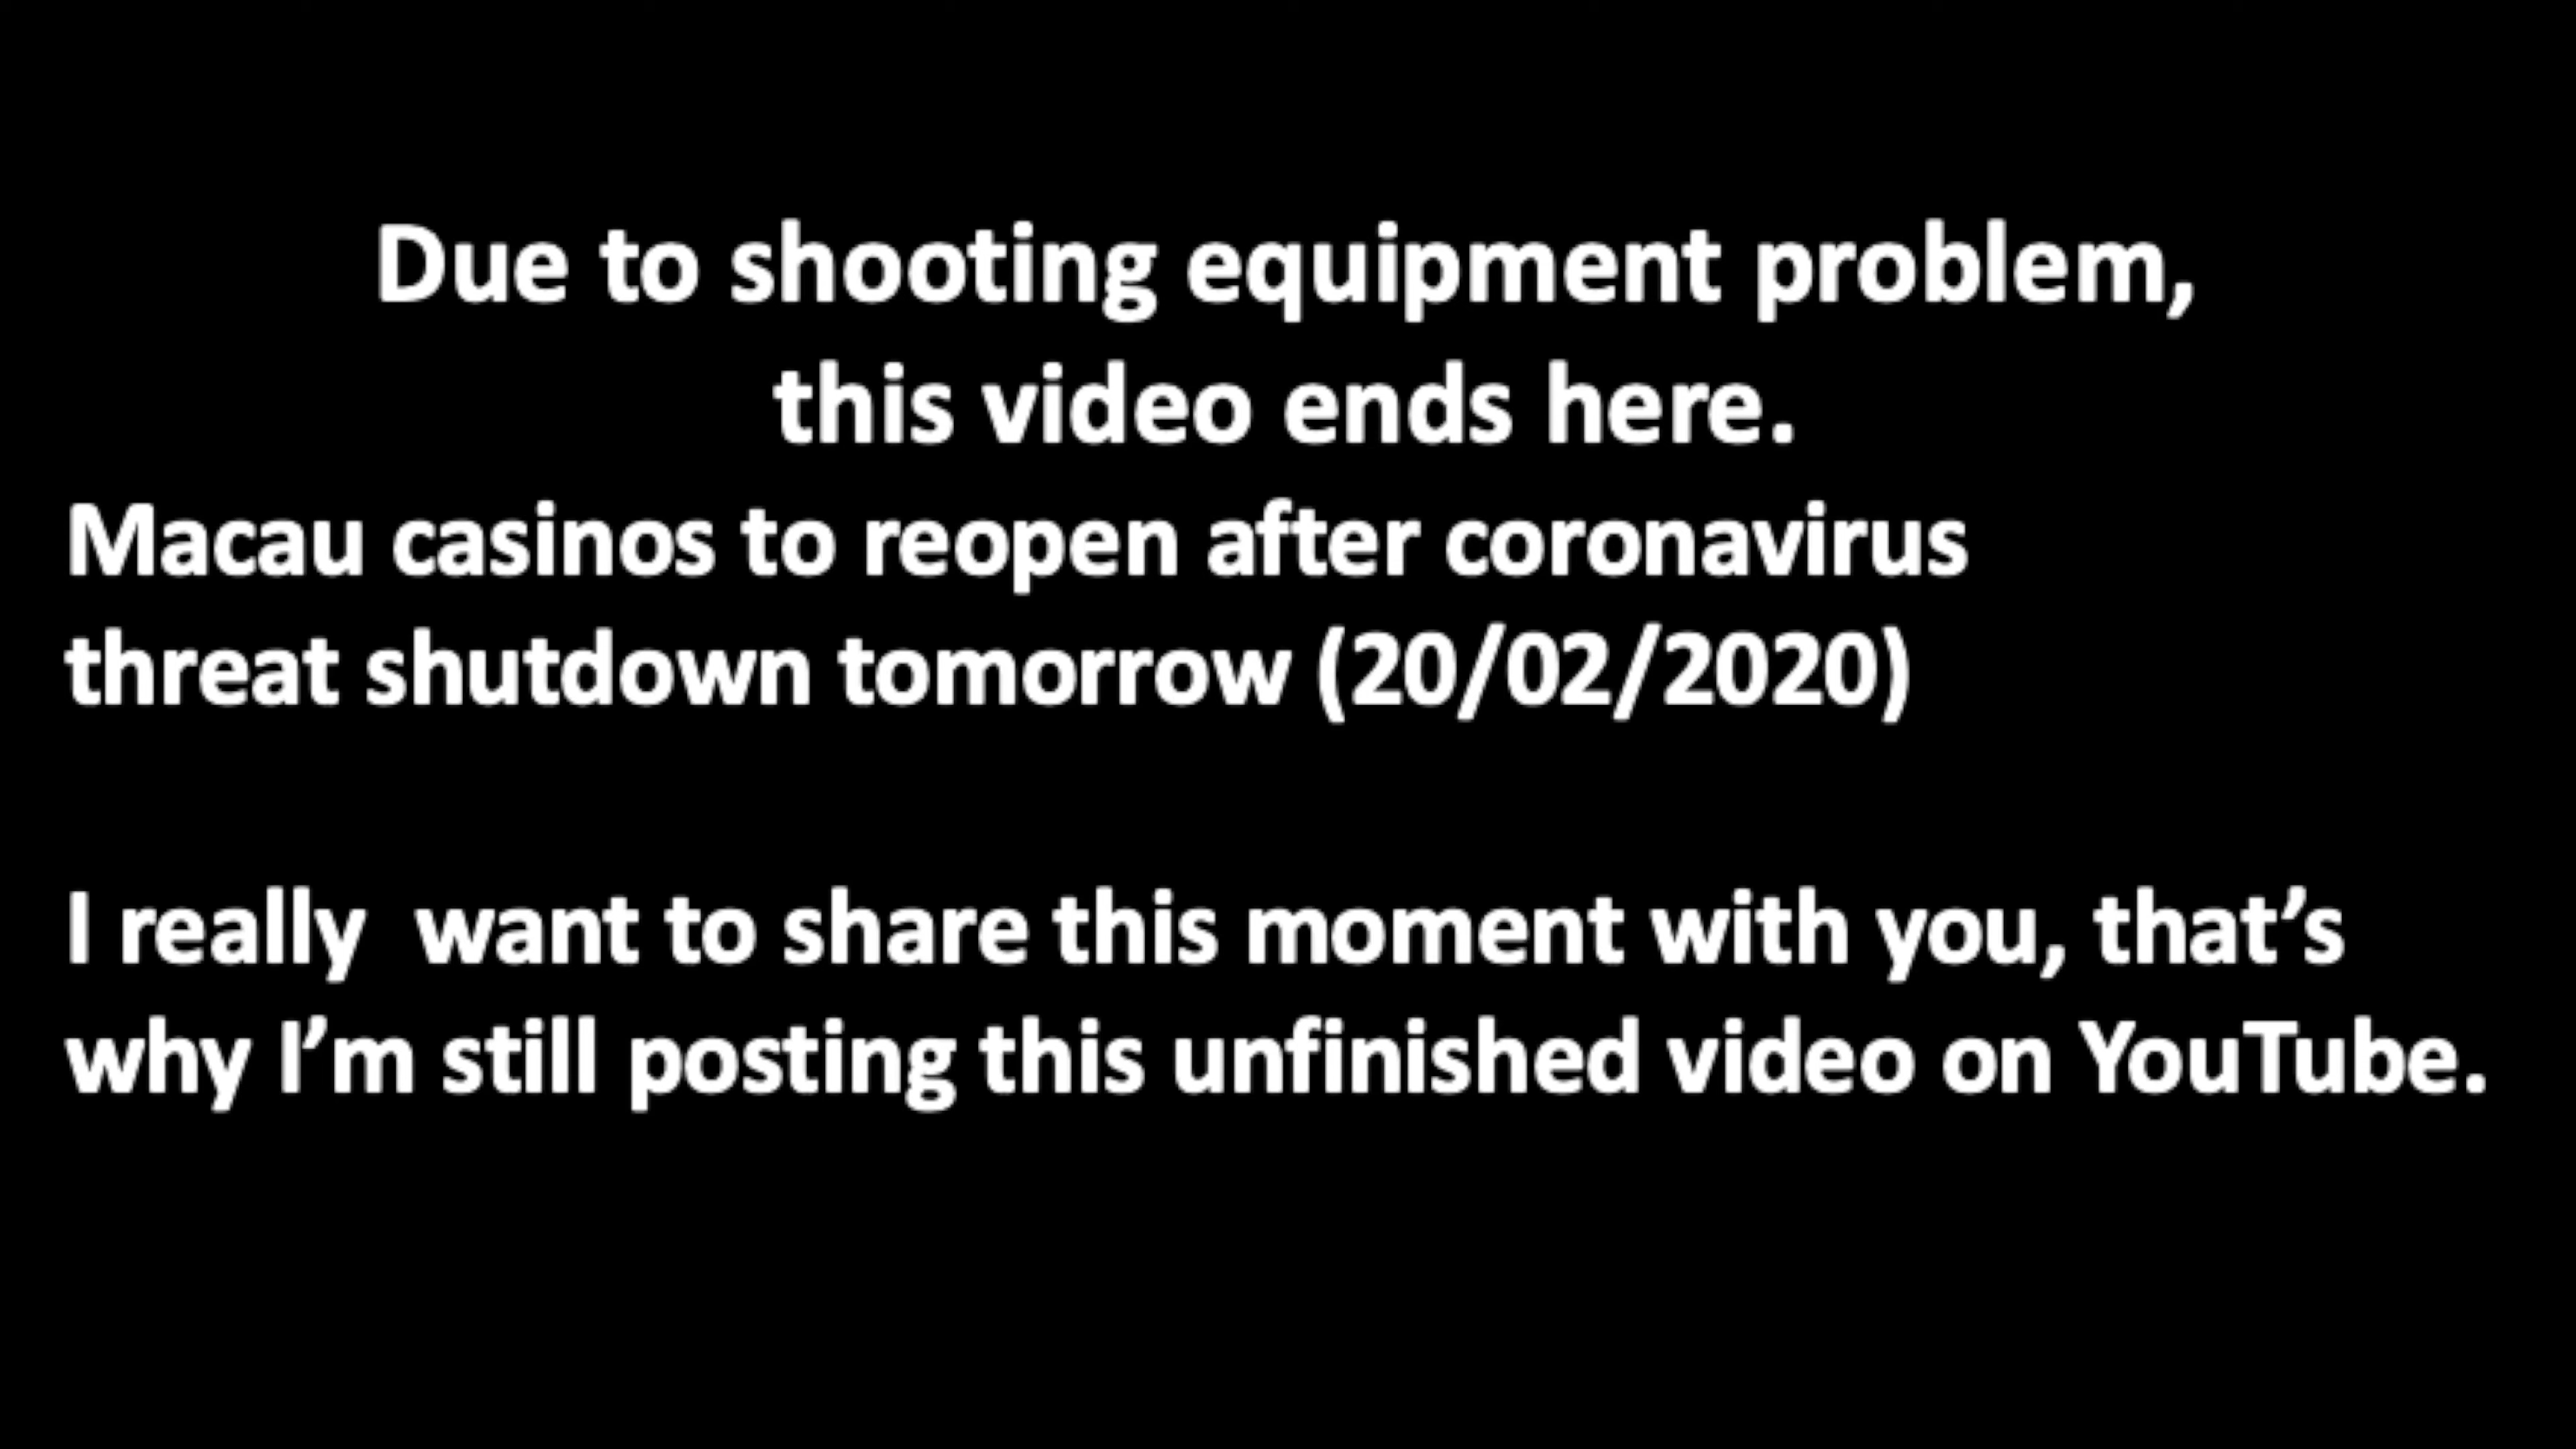 Due to shooting equipment problem,
this video ends here.
Macau casinos to reopen after coronavirus
threat shutdown tomorrow (20/02/2020)
I really  want to share this moment with you, that’s
why I’m still posting this unfinished video on YouTube.